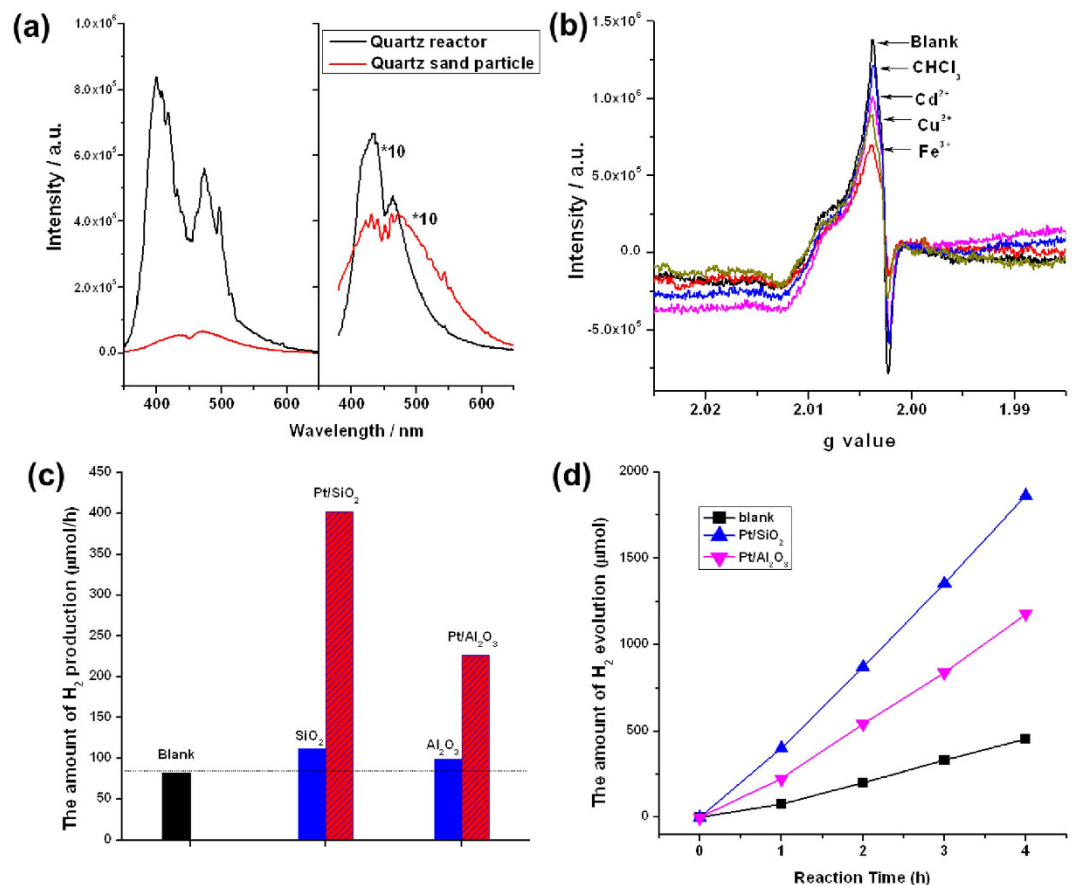 (a)
Quartz reactor
Quartz sand particle
*10
*10
1.0x10⁶
8.0x10⁵
6.0x10⁵
4.0x10⁵
2.0x10⁵
0.0
Intensity / a.u.
400 500 600 400 500 600
Wavelength / nm
(b)
Blank
CHCl₃
Cd²⁺
Cu²⁺
Fe³⁺
1.5x10⁶
1.0x10⁶
5.0x10⁵
0.0
-5.0x10⁵
Intensity / a.u.
2.02 2.01 2.00 1.99
g value
(c)
450
400
350
300
250
200
150
100
50
0
The amount of H₂ production (μmol/h)
Blank
SiO₂
Pt/SiO₂
Al₂O₃
Pt/Al₂O₃
(d)
blank
Pt/SiO₂
Pt/Al₂O₃
2000
1500
1000
500
0
The amount of H₂ evolution (μmol)
0 1 2 3 4
Reaction Time (h)